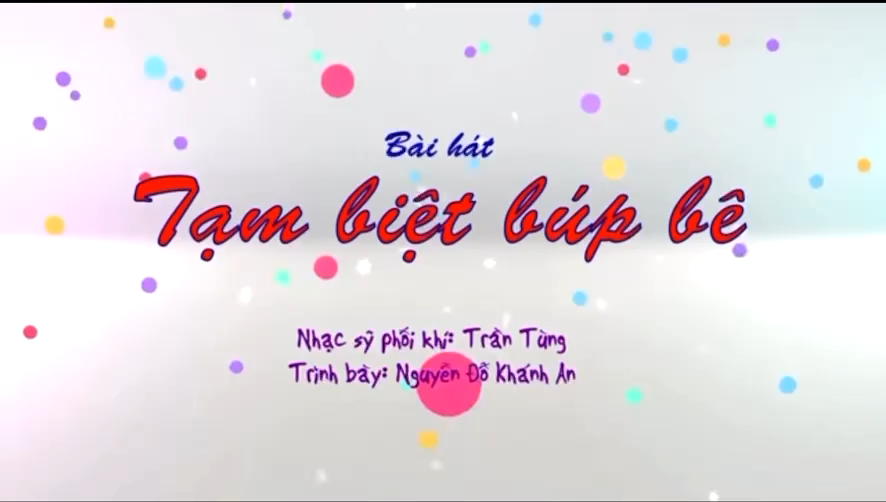 Bài hát
Tạm biệt búp bê
Nhạc sỹ phối khí: Trần Tùng
Trình bày: Nguyễn Đỗ Khánh An